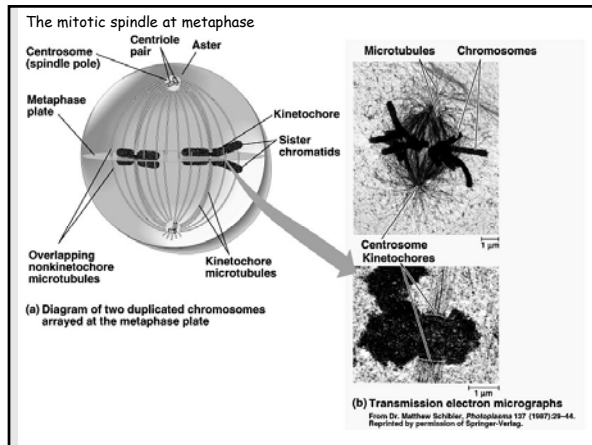 The mitotic spindle at metaphase
Centriole
pair
Aster
Centrosome
(spindle pole)
Metaphase
plate
Kinetochore
Sister
chromatids
Overlapping
nonkinetochore
microtubules
Kinetochore
microtubules
(a) Diagram of two duplicated chromosomes
arrayed at the metaphase plate
Microtubules
Chromosomes
1 μm
Centrosome
Kinetochores
1 μm
(b) Transmission electron micrographs
From Dr. Matthew Schibler, Photoplasma 137 (1987):29–44.
Reprinted by permission of Springer-Verlag.